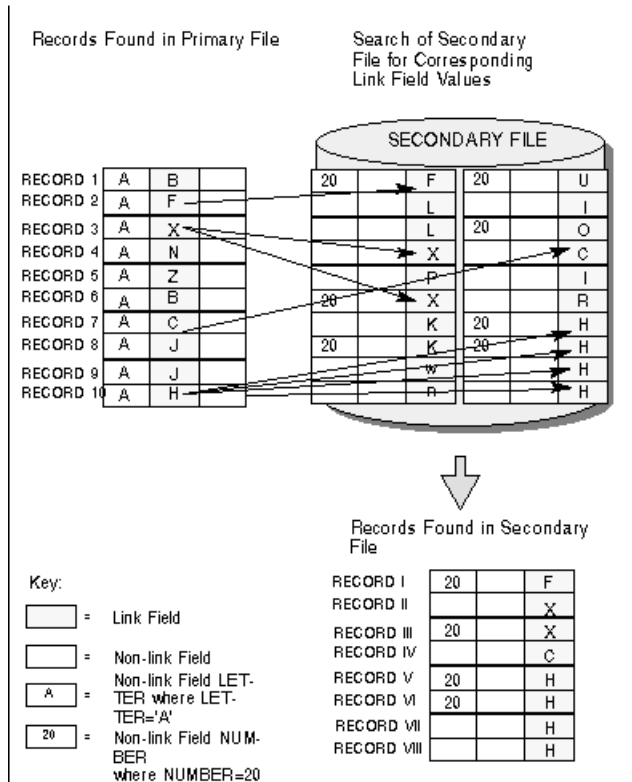 Records Found in Primary File
Search of Secondary
File for Corresponding
Link Field Values
SECONDARY FILE
RECORD 1 A B 20 F 20 U
RECORD 2 A F L I
RECORD 3 A X L 20 O
RECORD 4 A N X C
RECORD 5 A Z P I
RECORD 6 A B 20 X R
RECORD 7 A C K 20 H
RECORD 8 A J 20 K 20 H
RECORD 9 A J W H
RECORD 10 A H H
Records Found in Secondary
File
RECORD I 20 F
RECORD II X
RECORD III 20 X
RECORD IV C
RECORD V 20 H
RECORD VI 20 H
RECORD VII H
RECORD VIII H
Key:
= Link Field
= Non-link Field
A = Non-link Field LET-
TER where LET-
TER='A'
20 = Non-link Field NUM-
BER
where NUMBER=20